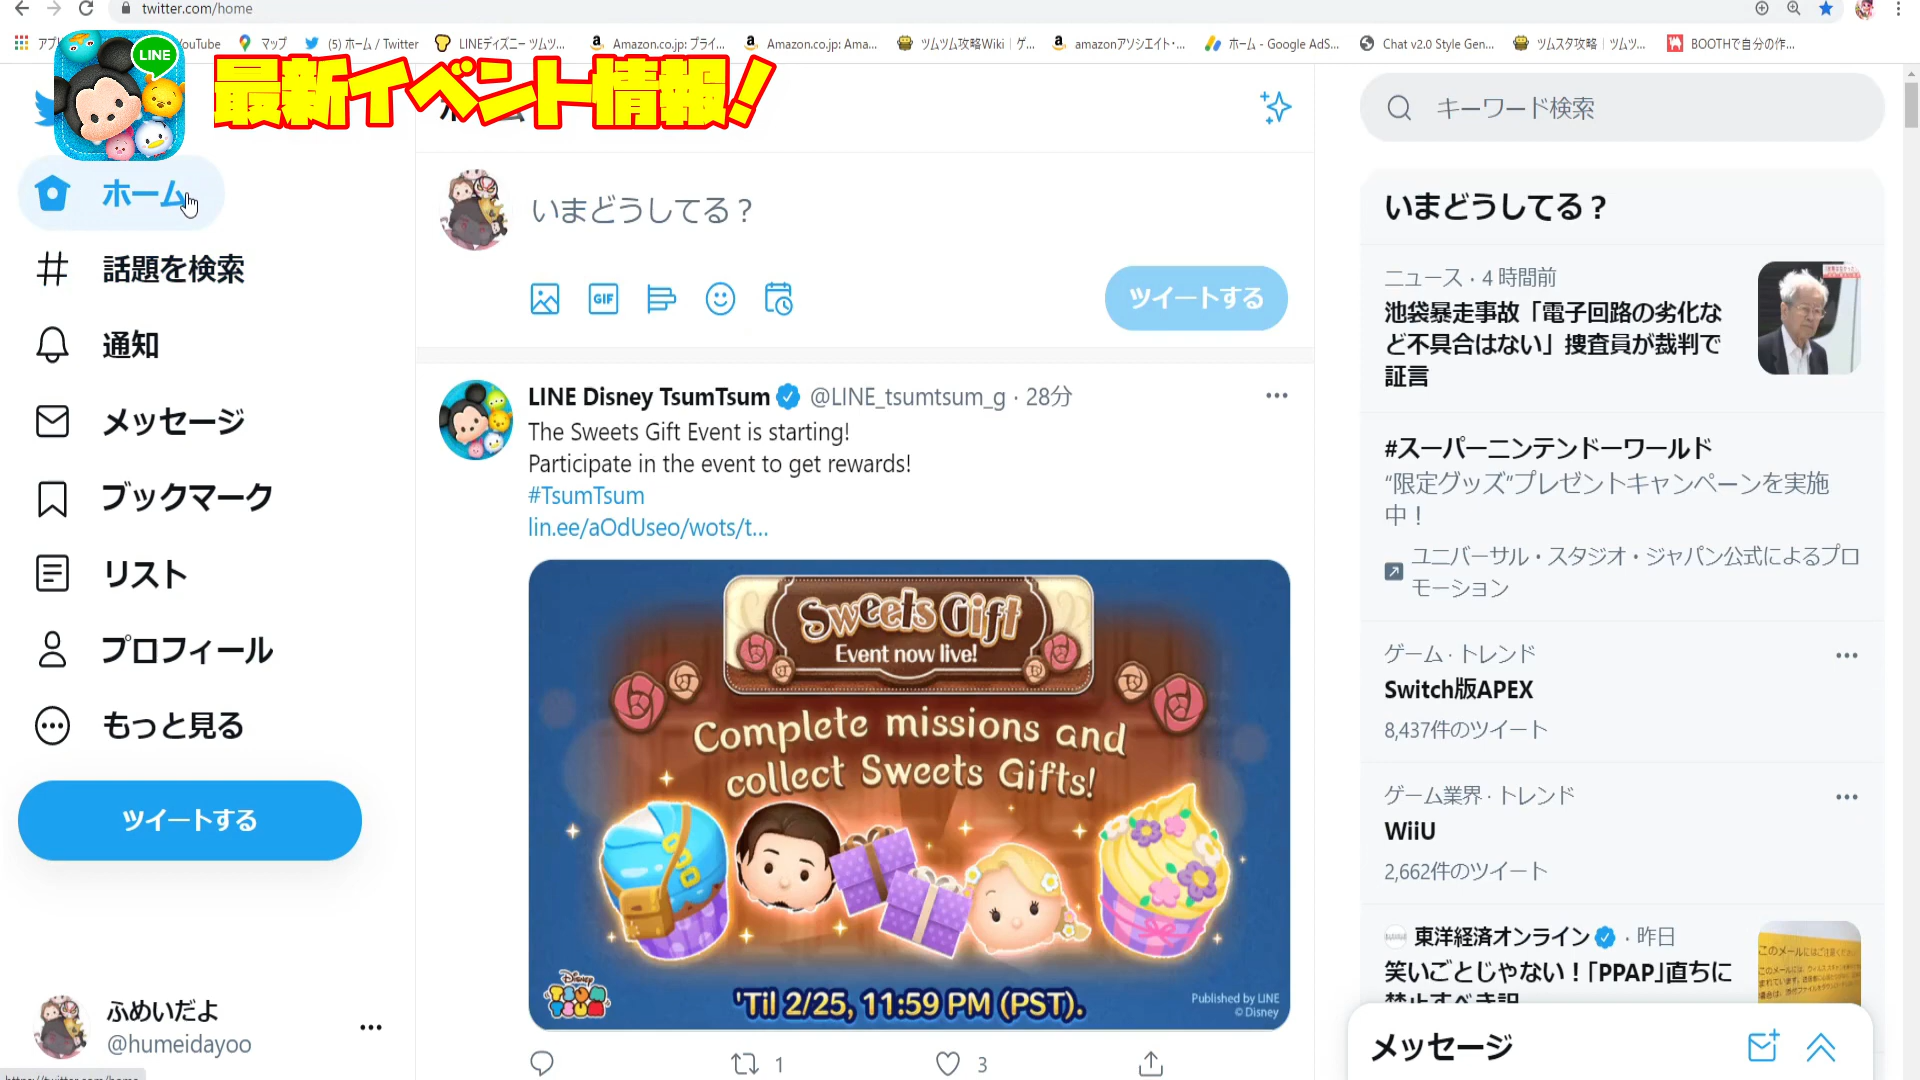 twitter.com/home
アプ
YouTube
マップ
(5) ホーム / Twitter
LINEディズニー ツムツ...
Amazon.co.jp: プライ...
Amazon.co.jp: Ama...
ツムツム攻略Wiki｜ゲ...
amazonアソシエイト・...
ホーム - Google AdS...
Chat v2.0 Style Gen...
ツムスタ攻略｜ツムツ...
BOOTHで自分の作...
LINE
最新イベント情報！
ホーム
話題を検索
通知
メッセージ
ブックマーク
リスト
プロフィール
もっと見る
ツイートする
ふめいだよ
@humeidayoo
https://twitter.com/home
いまどうしてる？
GIF
ツイートする
LINE Disney TsumTsum @LINE_tsumtsum_g · 28分
The Sweets Gift Event is starting!
Participate in the event to get rewards!
#TsumTsum
lin.ee/aOdUseo/wots/t...
Sweets Gift
Event now live!
Complete missions and
collect Sweets Gifts!
Disney
TSUM
TSUM
'Til 2/25, 11:59 PM (PST).
Published by LINE
© Disney
1
3
キーワード検索
いまどうしてる？
ニュース · 4 時間前
池袋暴走事故「電子回路の劣化な
ど不具合はない」捜査員が裁判で
証言
#スーパーニンテンドーワールド
“限定グッズ”プレゼントキャンペーンを実施
中！
ユニバーサル・スタジオ・ジャパン公式によるプロ
モーション
ゲーム · トレンド
Switch版APEX
8,437件のツイート
ゲーム業界 · トレンド
WiiU
2,662件のツイート
東洋経済オンライン · 昨日
笑いごとじゃない！｢PPAP｣直ちに
禁止すべき訳
メッセージ